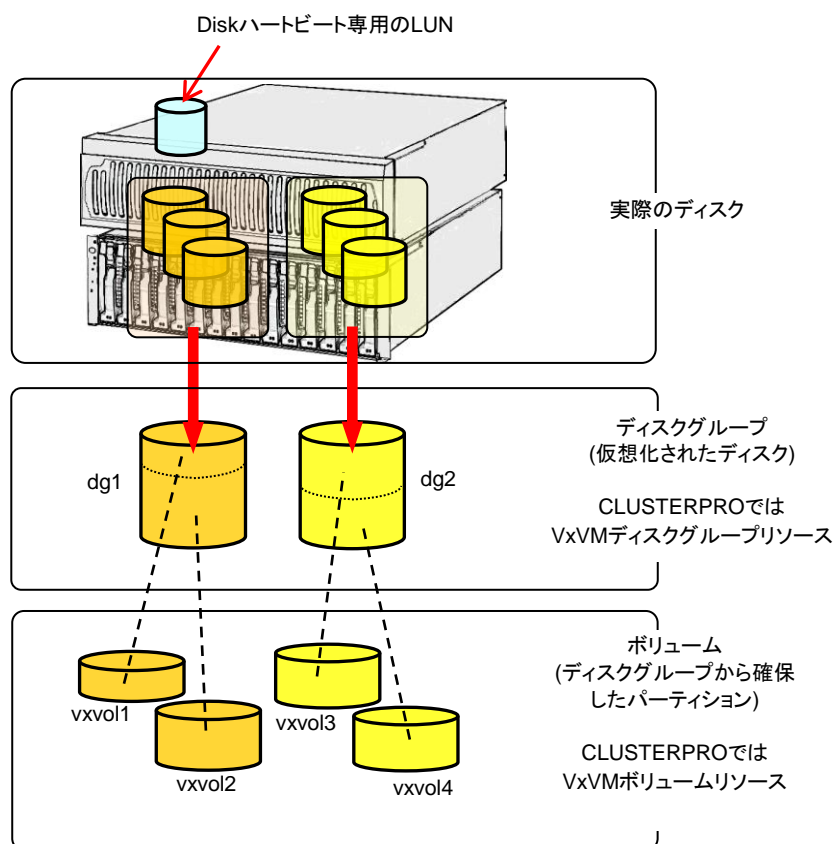 Diskハートビート専用のLUN
実際のディスク
ディスクグループ
(仮想化されたディスク)
dg1
dg2
CLUSTERPROでは
VxVMディスクグループリソース
ボリューム
(ディスクグループから確保
したパーティション)
vxvol1
vxvol3
CLUSTERPROでは
VxVMボリュームリソース
vxvol2
vxvol4